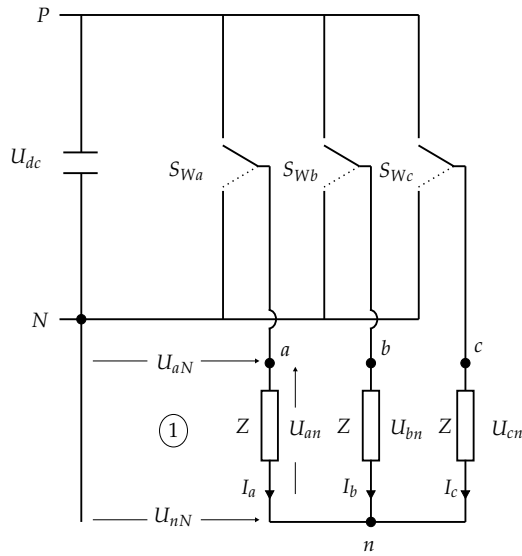 P
U_dc
S_Wa
S_Wb
S_Wc
N
a
b
c
U_aN
1
Z
U_an
Z
U_bn
Z
U_cn
I_a
I_b
I_c
U_nN
n